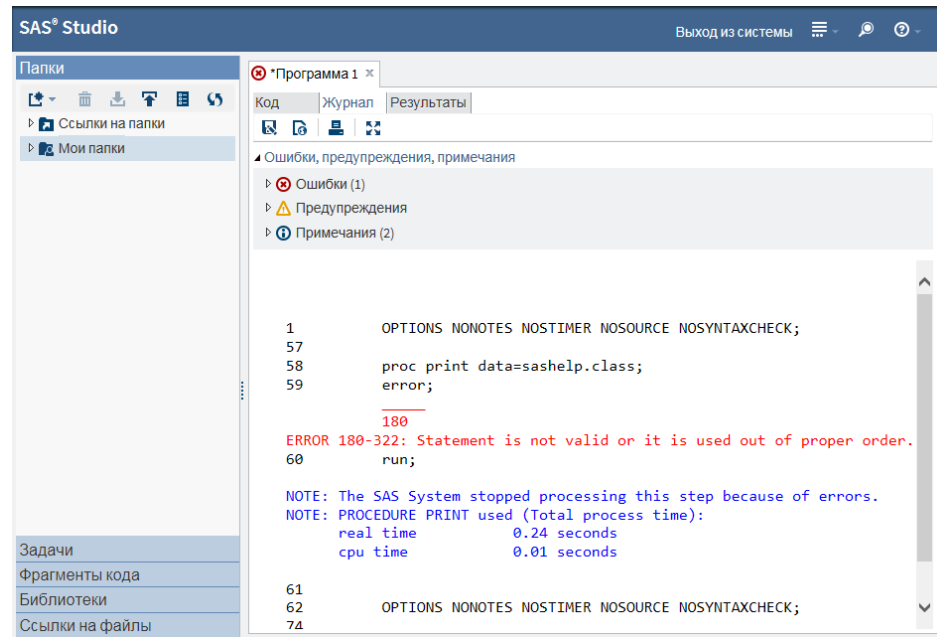 SAS® Studio
Выход из системы
Папки
Ссылки на папки
Мои папки
Задачи
Фрагменты кода
Библиотеки
Ссылки на файлы
*Программа 1
Код Журнал Результаты
Ошибки, предупреждения, примечания
Ошибки (1)
Предупреждения
Примечания (2)
1 OPTIONS NONOTES NOSTIMER NOSOURCE NOSYNTAXCHECK;
57
58 proc print data=sashelp.class;
59 error;
_____
180
ERROR 180-322: Statement is not valid or it is used out of proper order.
60 run;
NOTE: The SAS System stopped processing this step because of errors.
NOTE: PROCEDURE PRINT used (Total process time):
real time 0.24 seconds
cpu time 0.01 seconds
61
62 OPTIONS NONOTES NOSTIMER NOSOURCE NOSYNTAXCHECK;
74